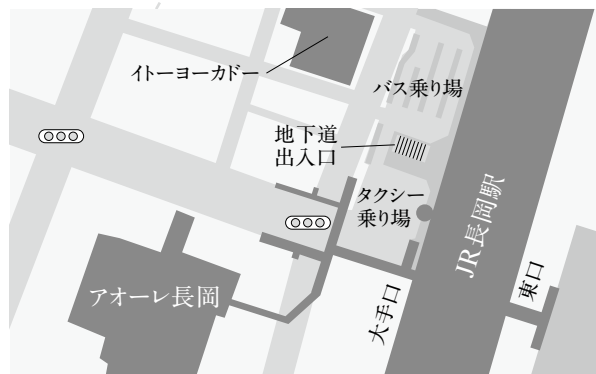 イトーヨーカドー
バス乗り場
地下道
出入口
タクシー
乗り場
JR長岡駅
アオーレ長岡
大手口
東口